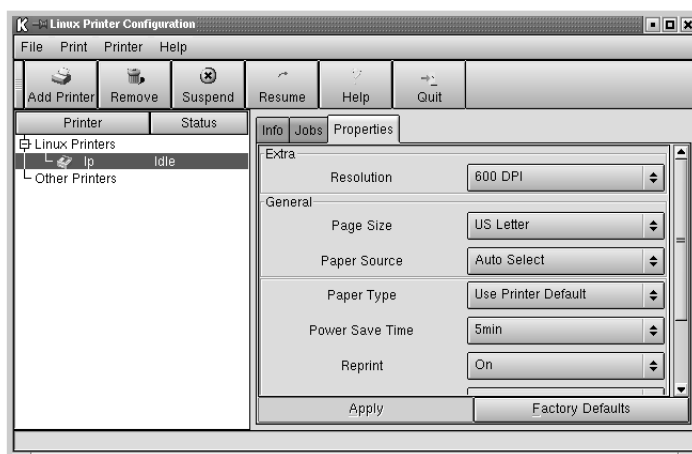 Linux Printer Configuration
File Print Printer Help
Add Printer Remove Suspend Resume Help Quit
Printer Status
Linux Printers
lp Idle
Other Printers
Info Jobs Properties
Extra
Resolution 600 DPI
General
Page Size US Letter
Paper Source Auto Select
Paper Type Use Printer Default
Power Save Time 5min
Reprint On
Apply Factory Defaults